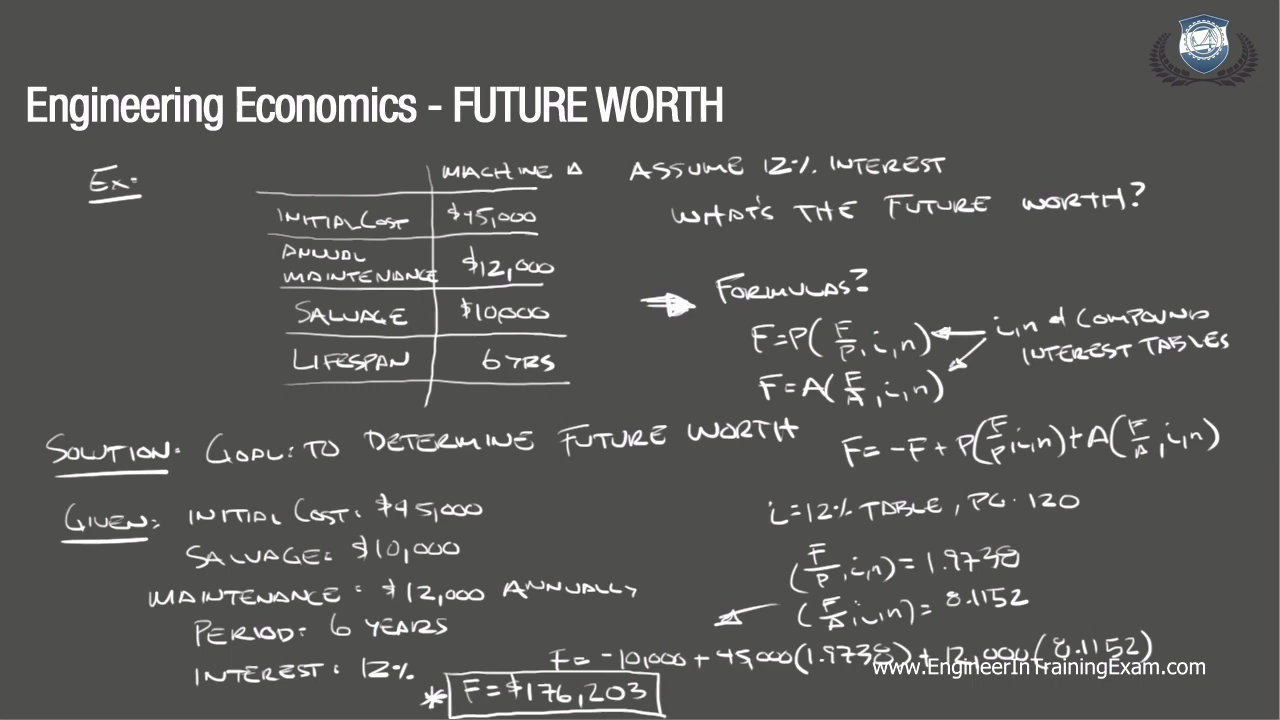 Engineering Economics - FUTURE WORTH
EX:
MACHINE A
INITIAL COST $45,000
ANNUAL MAINTENANCE $12,000
SALVAGE $10,000
LIFESPAN 6 YRS
ASSUME 12% INTEREST
WHAT'S THE FUTURE WORTH?
FORMULAS?
F=P(F/P, i, n)
F=A(F/A, i, n)
i, n → COMPOUND
INTEREST TABLES
SOLUTION: GOAL: TO DETERMINE FUTURE WORTH
F= -F + P(F/P, i, n) + A(F/A, i, n)
GIVEN: INITIAL COST: $45,000
SALVAGE: $10,000
MAINTENANCE: $12,000 ANNUALLY
PERIOD: 6 YEARS
INTEREST: 12%
i=12% TABLE, PG. 120
(F/P, i, n) = 1.9738
(F/A, i, n) = 8.1152
F= -10,000 + 45,000(1.9738) + 12,000(8.1152)
* F=$176,203
www.EngineerInTrainingExam.com